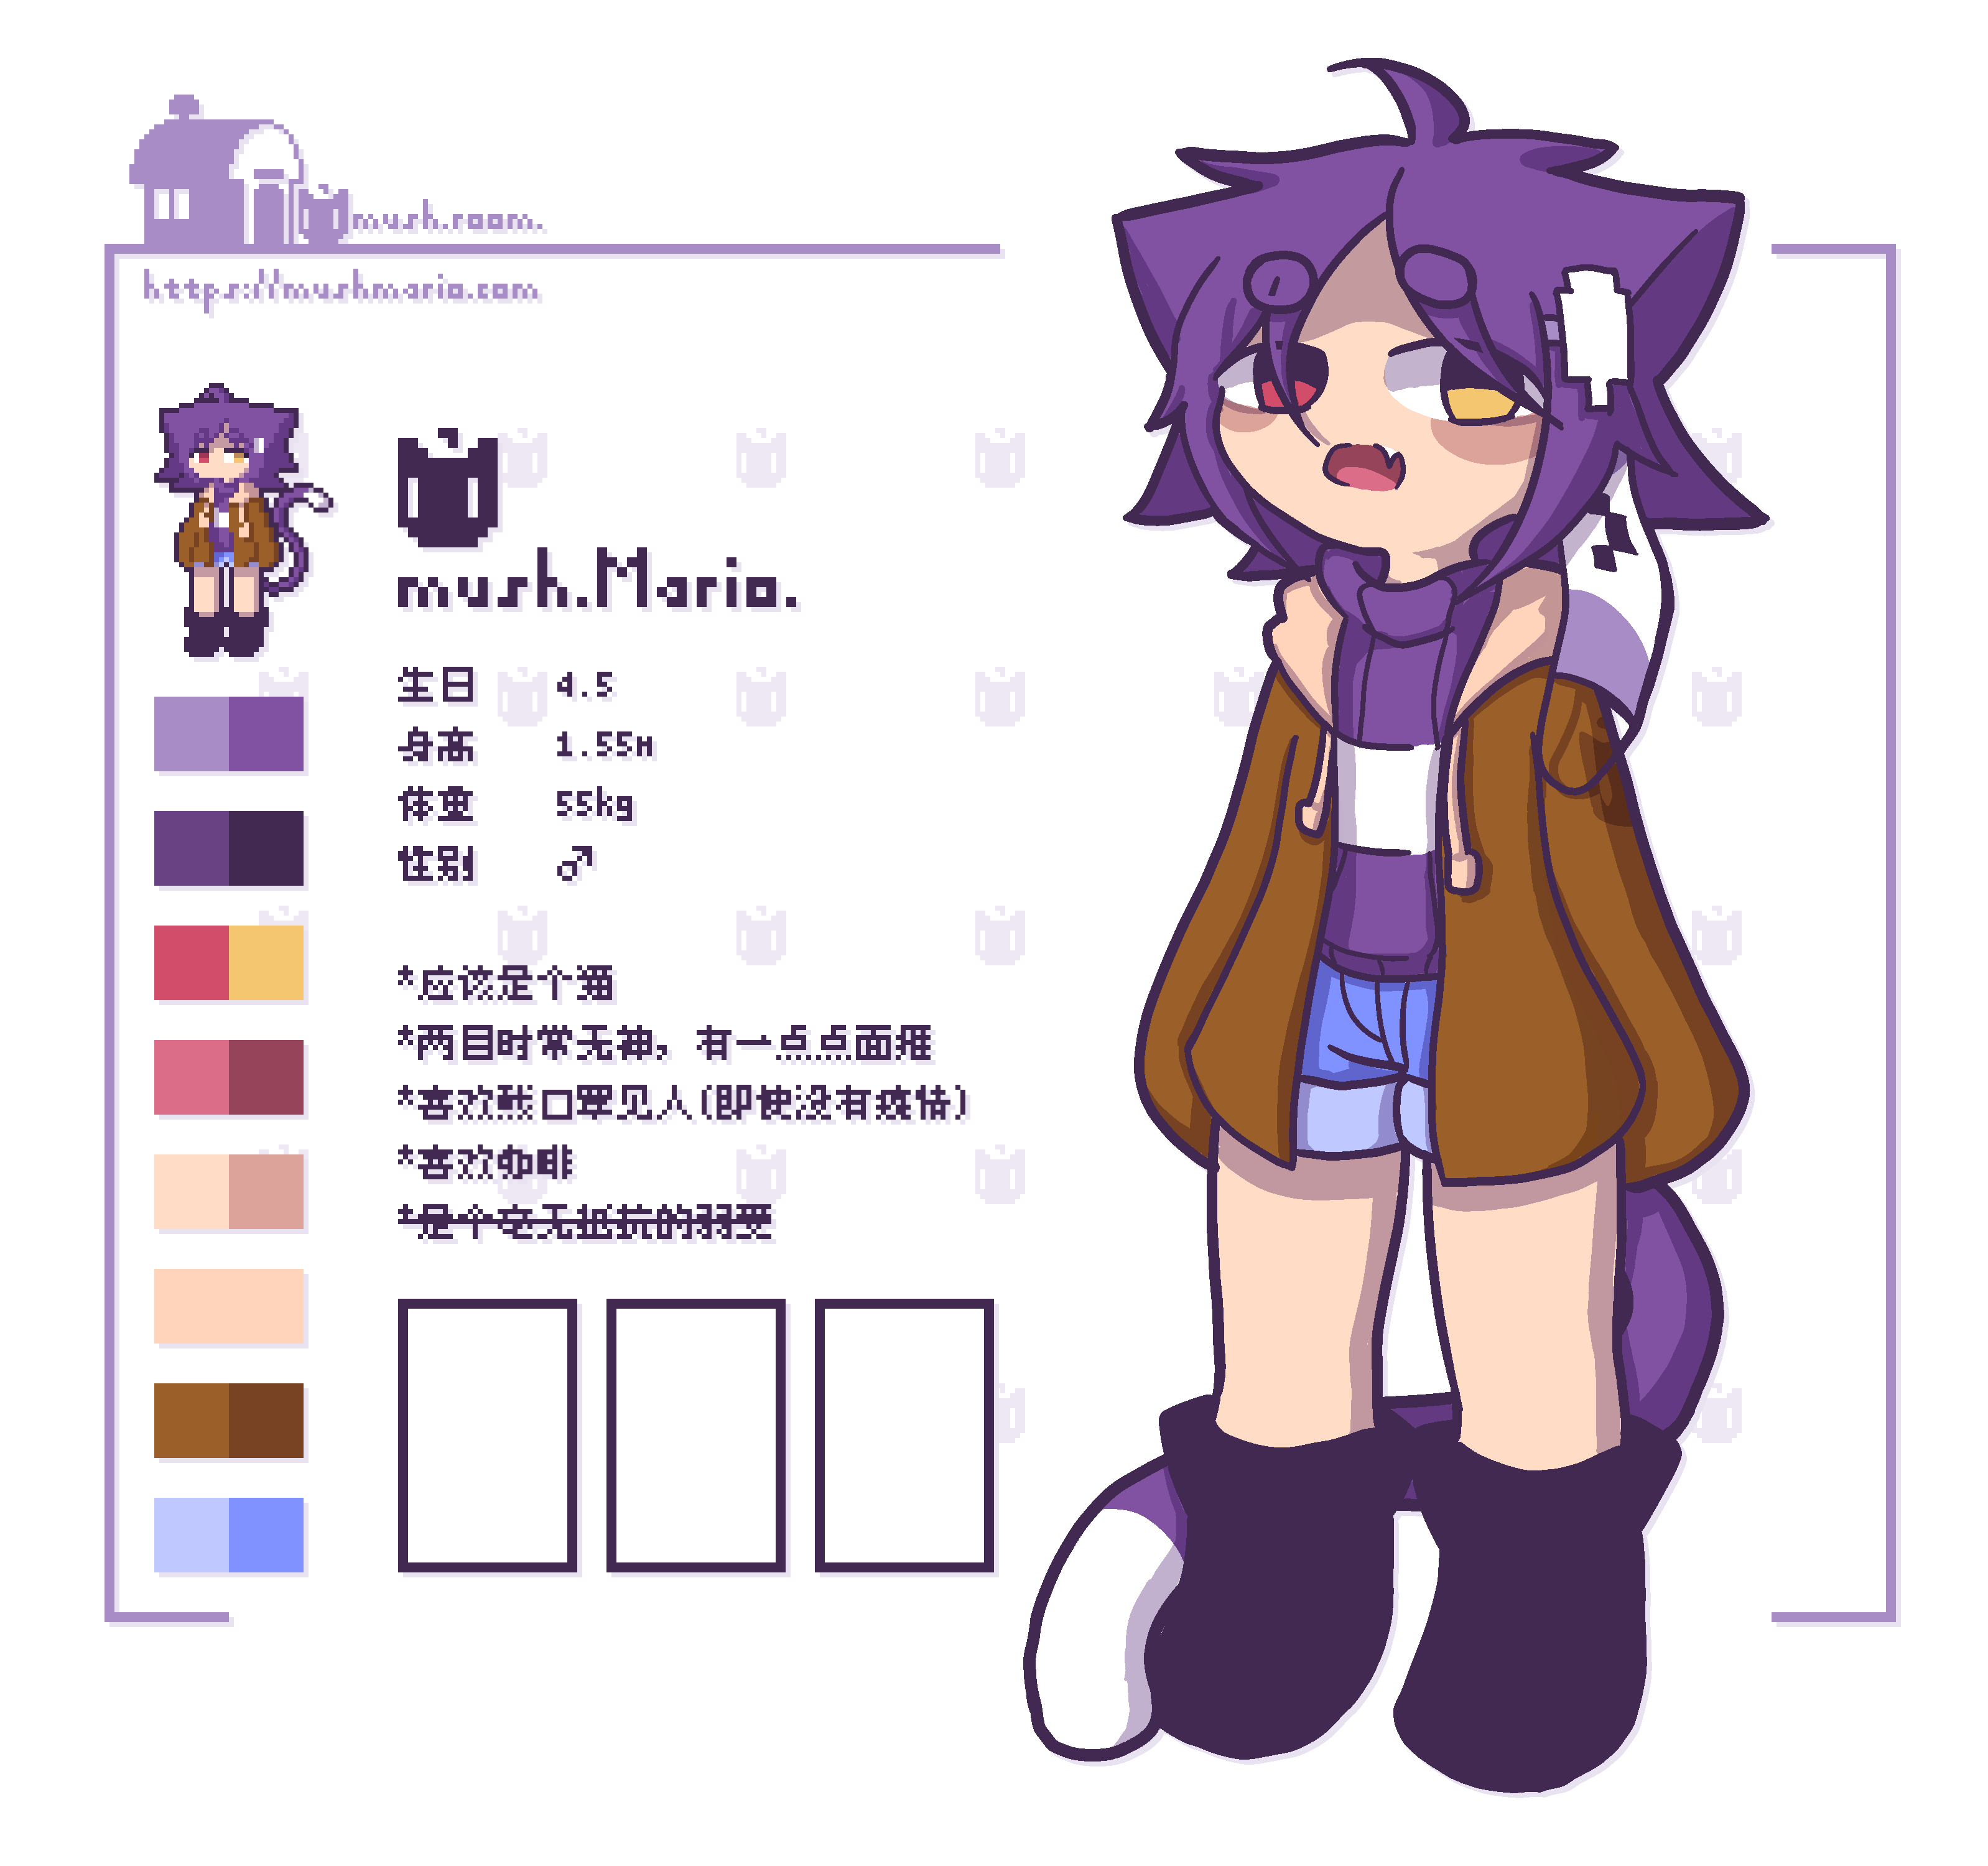 mush.room.
http://mushmaria.com
mush.Maria.
生日 4.5
身高 1.55M
体重 55kg
性别 ♂
*应该是个猫
*两目时常无神，有一点点面瘫
*喜欢戴口罩见人(即使没有疫情)
*喜欢咖啡
*是个毫无抵抗的弱受